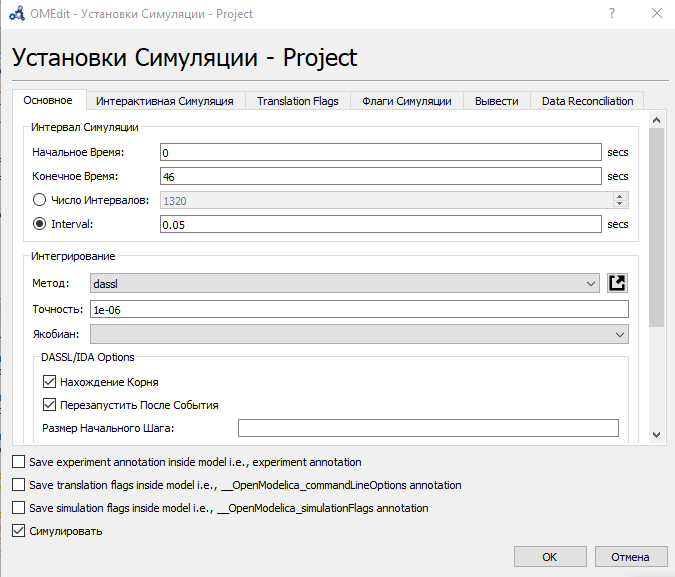 OMEdit - Установки Симуляции - Project
?
Установки Симуляции - Project
Основное Интерактивная Симуляция Translation Flags Флаги Симуляции Вывести Data Reconciliation
Интервал Симуляции
Начальное Время: 0 secs
Конечное Время: 46 secs
Число Интервалов: 1320
Interval: 0.05 secs
Интегрирование
Метод: dassl
Точность: 1e-06
Якобиан:
DASSL/IDA Options
Нахождение Корня
Перезапустить После События
Размер Начального Шага:
Save experiment annotation inside model i.e., experiment annotation
Save translation flags inside model i.e., __OpenModelica_commandLineOptions annotation
Save simulation flags inside model i.e., __OpenModelica_simulationFlags annotation
Симулировать
OK Отмена